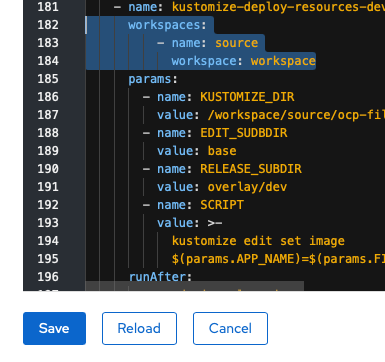 181 - name: kustomize-deploy-resources-dev
182 workspaces:
183 - name: source
184 workspace: workspace
185 params:
186 - name: KUSTOMIZE_DIR
187 value: /workspace/source/ocp-fil
188 - name: EDIT_SUDBDIR
189 value: base
190 - name: RELEASE_SUBDIR
191 value: overlay/dev
192 - name: SCRIPT
193 value: >-
194 kustomize edit set image
195 $(params.APP_NAME)=$(params.FI
196 runAfter:
Save Reload Cancel